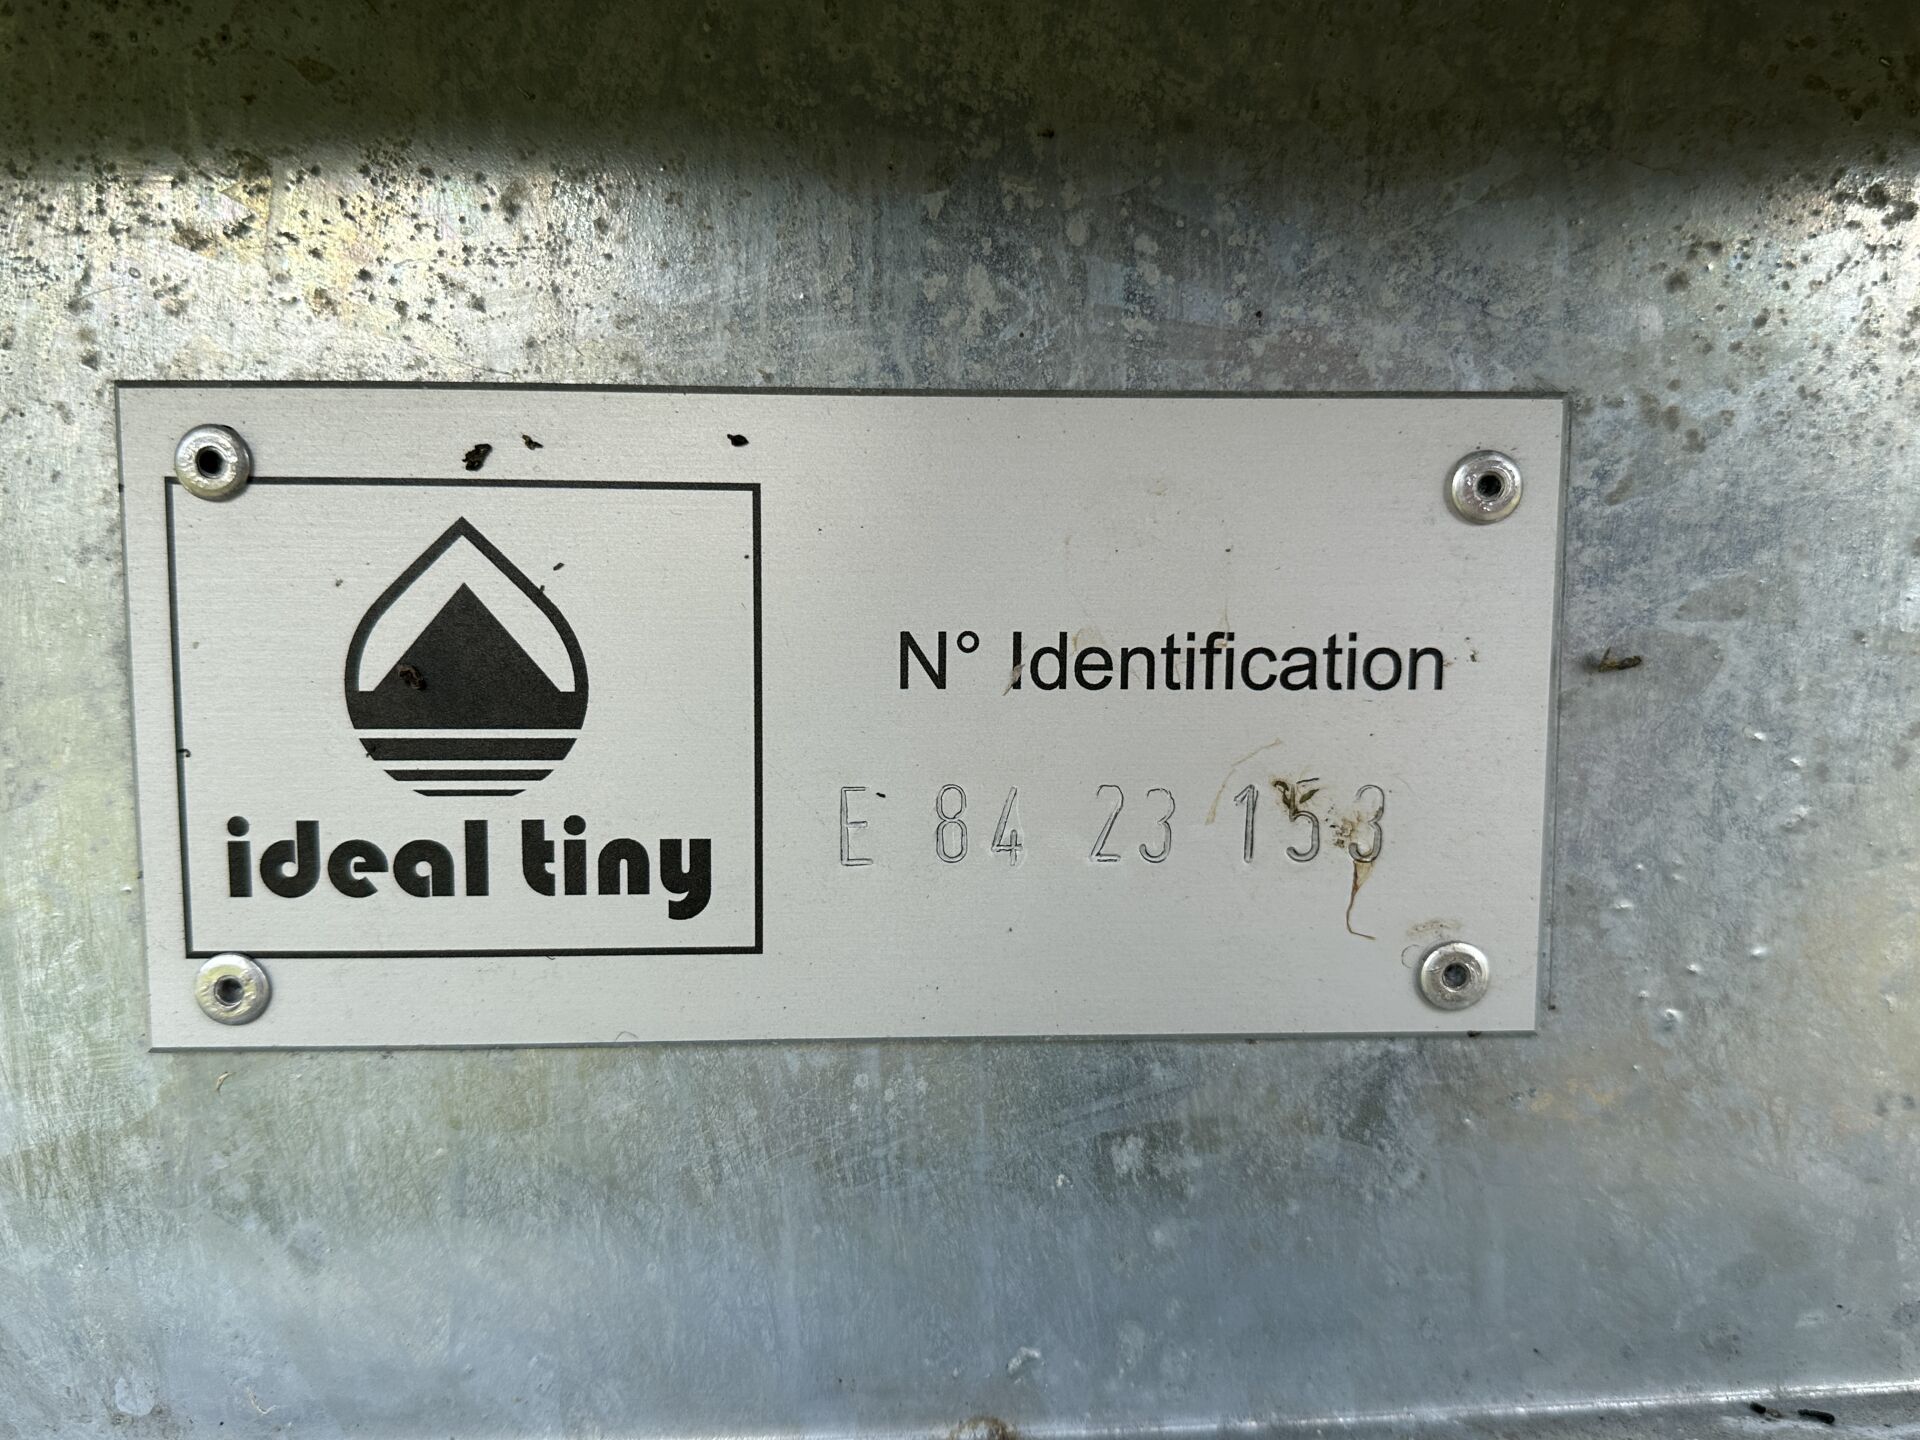 ideal tiny
N° Identification
E 84 23 153